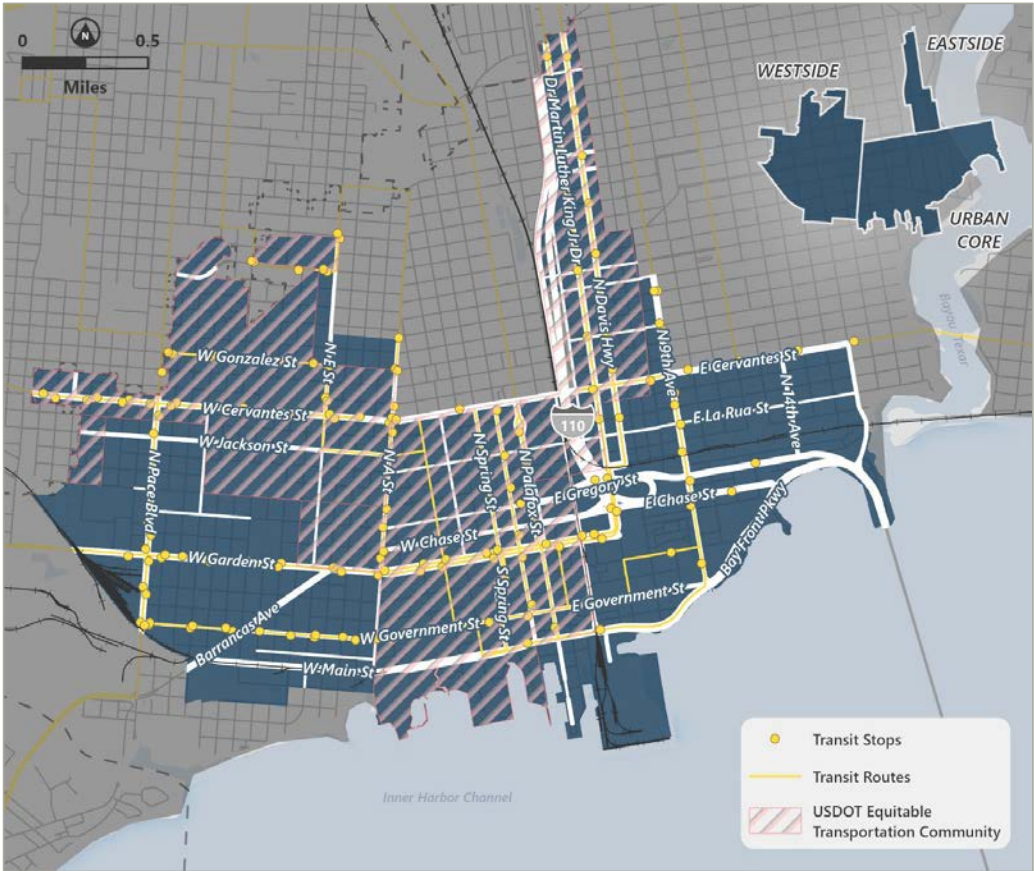 0
N
0.5
Miles
EASTSIDE
WESTSIDE
URBAN
CORE
Bayou Texar
Dr Martin Luther King Jr Dr
N Davis Hwy
N 9th Ave
E Cervantes St
N 14th Ave
E La Rua St
W Gonzalez St
N E St
W Cervantes St
W Jackson St
N A St
N Pace Blvd
N Spring St
N Palafox St
110
E Gregory St
E Chase St
W Chase St
Bay Front Pkwy
W Garden St
S Spring St
E Government St
W Government St
Barrancas Ave
W Main St
Inner Harbor Channel
Transit Stops
Transit Routes
USDOT Equitable
Transportation Community